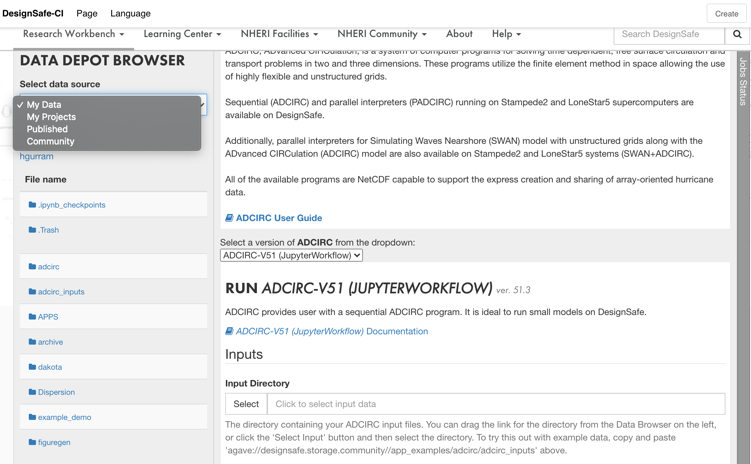 DesignSafe-CI Page Language Create
Research Workbench Learning Center NHERI Facilities NHERI Community About Help Search DesignSafe
DATA DEPOT BROWSER
Select data source
✓ My Data
My Projects
Published
Community
hgurram
File name
.ipynb_checkpoints
.Trash
adcirc
adcirc_inputs
APPS
archive
dakota
Dispersion
example_demo
figuregen
ADCIRC, ADvanced CIRCulation, is a system of computer programs for solving time dependent, free surface circulation and
transport problems in two and three dimensions. These programs utilize the finite element method in space allowing the use
of highly flexible and unstructured grids.
Sequential (ADCIRC) and parallel interpreters (PADCIRC) running on Stampede2 and LoneStar5 supercomputers are
available on DesignSafe.
Additionally, parallel interpreters for Simulating Waves Nearshore (SWAN) model with unstructured grids along with the
ADvanced CIRCulation (ADCIRC) model are also available on Stampede2 and LoneStar5 systems (SWAN+ADCIRC).
All of the available programs are NetCDF capable to support the express creation and sharing of array-oriented hurricane
data.
ADCIRC User Guide
Select a version of ADCIRC from the dropdown:
ADCIRC-V51 (JupyterWorkflow)
RUN ADCIRC-V51 (JUPYTERWORKFLOW) ver. 51.3
ADCIRC provides user with a sequential ADCIRC program. It is ideal to run small models on DesignSafe.
ADCIRC-V51 (JupyterWorkflow) Documentation
Inputs
Input Directory
Select Click to select input data
The directory containing your ADCIRC input files. You can drag the link for the directory from the Data Browser on the left,
or click the 'Select Input' button and then select the directory. To try this out with example data, copy and paste
'agave://designsafe.storage.community//app_examples/adcirc/adcirc_inputs' above.
Jobs Status